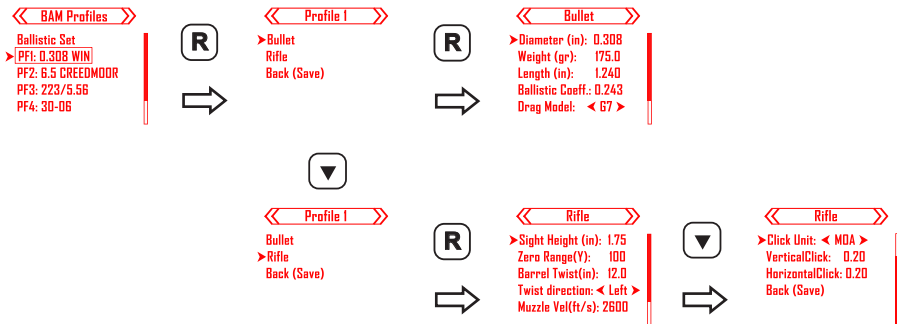 BAM Profiles
Ballistic Set
PF1: 0.308 WIN
PF2: 6.5 CREEDMOOR
PF3: 223/5.56
PF4: 30-06
R
Profile 1
Bullet
Rifle
Back (Save)
R
Bullet
Diameter (in): 0.308
Weight (gr): 175.0
Length (in): 1.240
Ballistic Coeff.: 0.243
Drag Model: G7
Profile 1
Bullet
Rifle
Back (Save)
R
Rifle
Sight Height (in): 1.75
Zero Range(Y): 100
Barrel Twist(in): 12.0
Twist direction: Left
Muzzle Vel(ft/s): 2600
Rifle
Click Unit: MOA
VerticalClick: 0.20
HorizontalClick: 0.20
Back (Save)